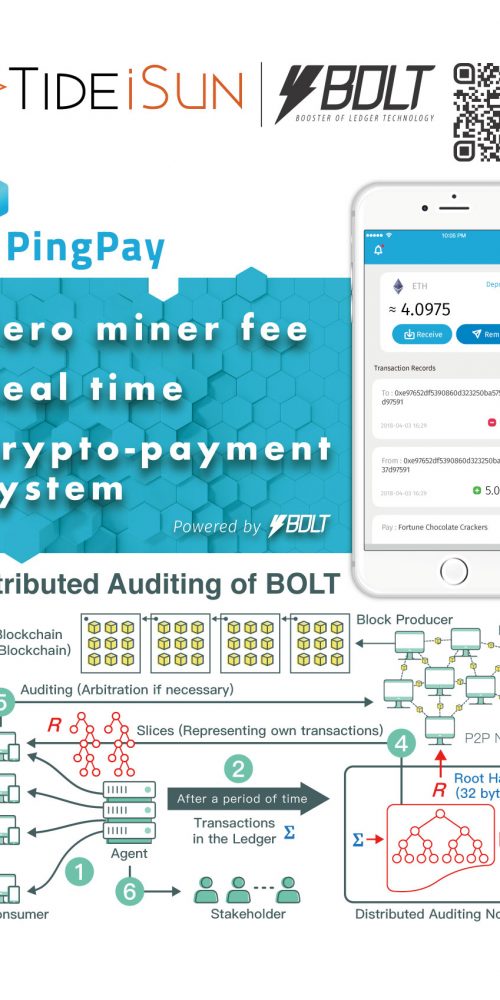 TIDEiSUN
BOLT
BOOSTER OF LEDGER TECHNOLOGY
PingPay
ero miner fee
eal time
rypto-payment
ystem
Powered by BOLT
10:05 PM
ETH
Depo
≈ 4.0975
Receive
Rem
Transaction Records
To : 0xe97652df5390860d323250ba575
d97591
2018-04-03 16:29
From : 0xe97652df5390860d323250ba
37d97591
2018-04-03 16:29
5.0
Pay : Fortune Chocolate Crackers
tributed Auditing of BOLT
Blockchain
Blockchain)
Block Producer
5
Auditing (Arbitration if necessary)
P2P N
R
Slices (Representing own transactions)
4
2
After a period of time
Transactions
in the Ledger Σ
R
Root Ha
(32 byt
Σ
Agent
1
6
onsumer
Stakeholder
Distributed Auditing No